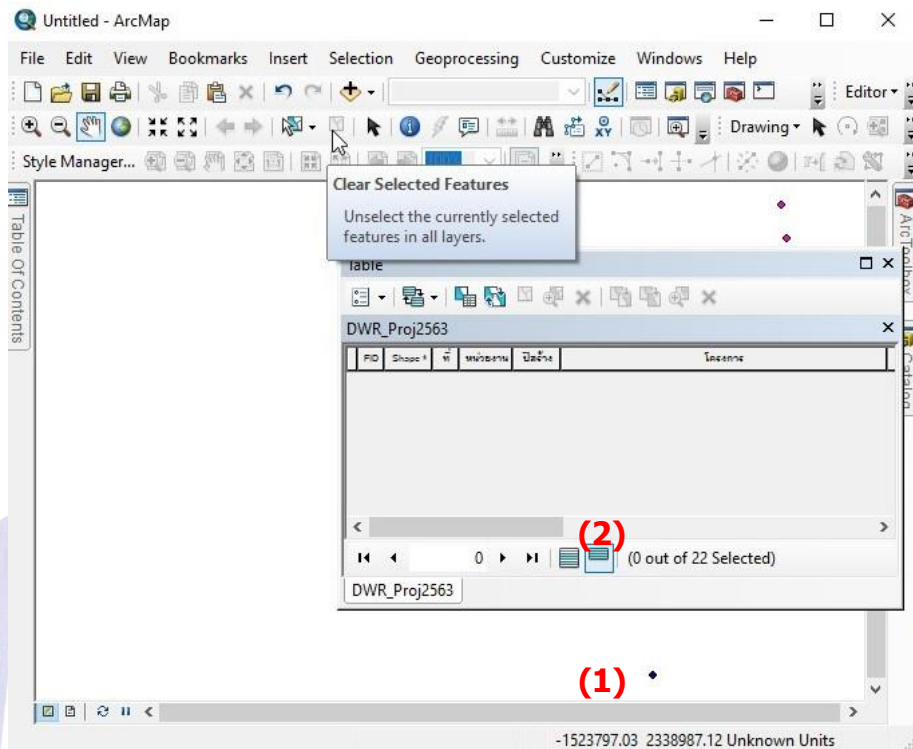 Untitled - ArcMap
File Edit View Bookmarks Insert Selection Geoprocessing Customize Windows Help
Editor
Drawing
Style Manager...
100%
Clear Selected Features
Unselect the currently selected
features in all layers.
Table Of Contents
ArcToolbox
Catalog
Table
DWR_Proj2563
FID Shape * ที่ หน่วยงาน ปีสร้าง โครงการ
(2)
0 (0 out of 22 Selected)
DWR_Proj2563
(1)
-1523797.03 2338987.12 Unknown Units